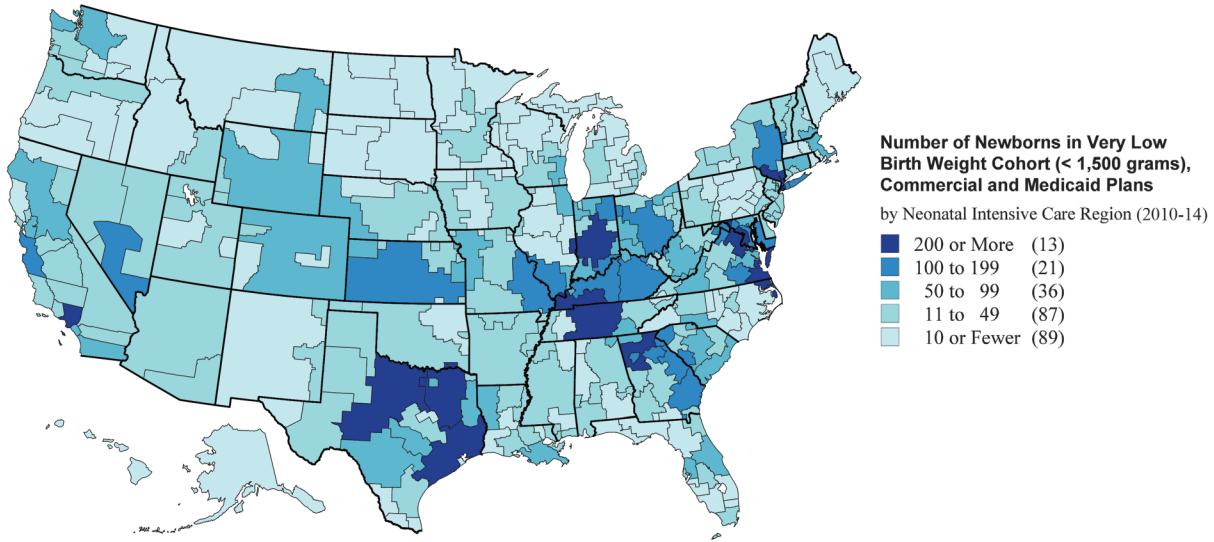 Number of Newborns in Very Low
Birth Weight Cohort (< 1,500 grams),
Commercial and Medicaid Plans
by Neonatal Intensive Care Region (2010-14)
200 or More (13)
100 to 199 (21)
50 to 99 (36)
11 to 49 (87)
10 or Fewer (89)